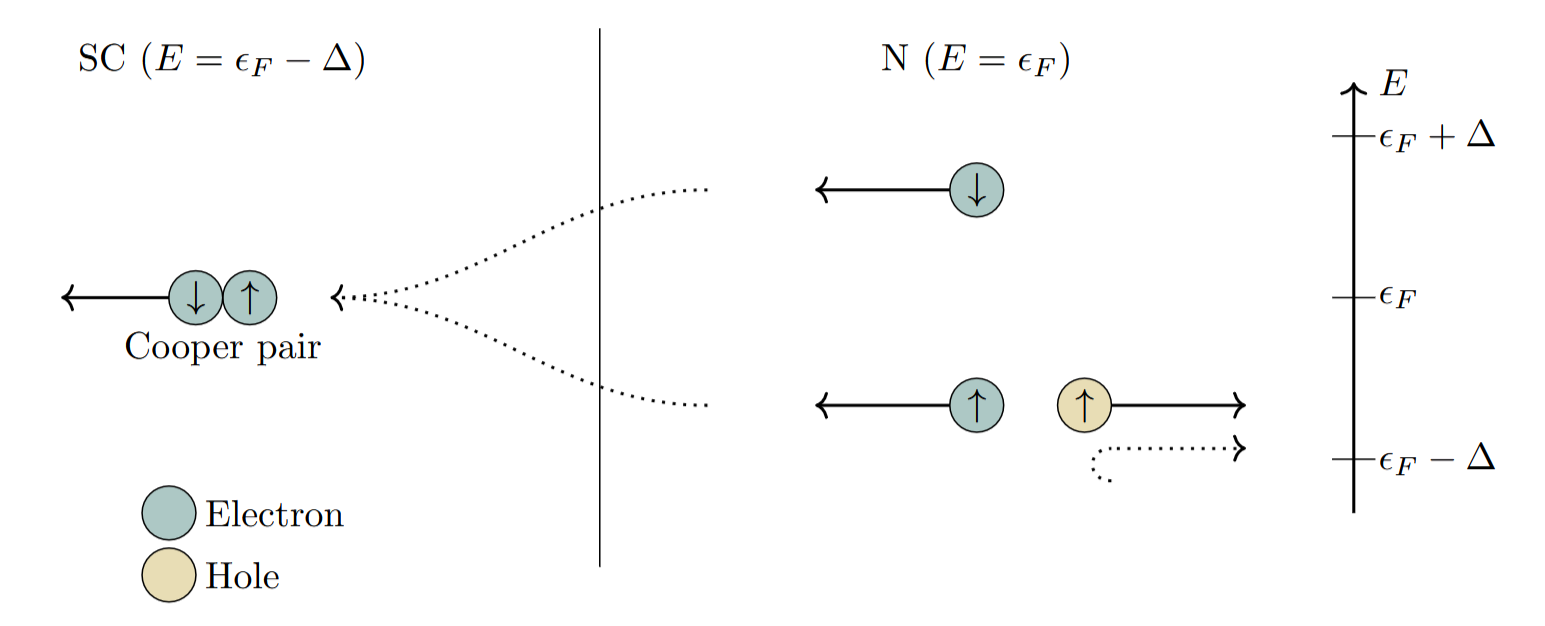 SC (E = ϵ_F − Δ)
N (E = ϵ_F)
E
ϵ_F + Δ
↓
↓ ↑
ϵ_F
Cooper pair
↑ ↑
ϵ_F − Δ
Electron
Hole